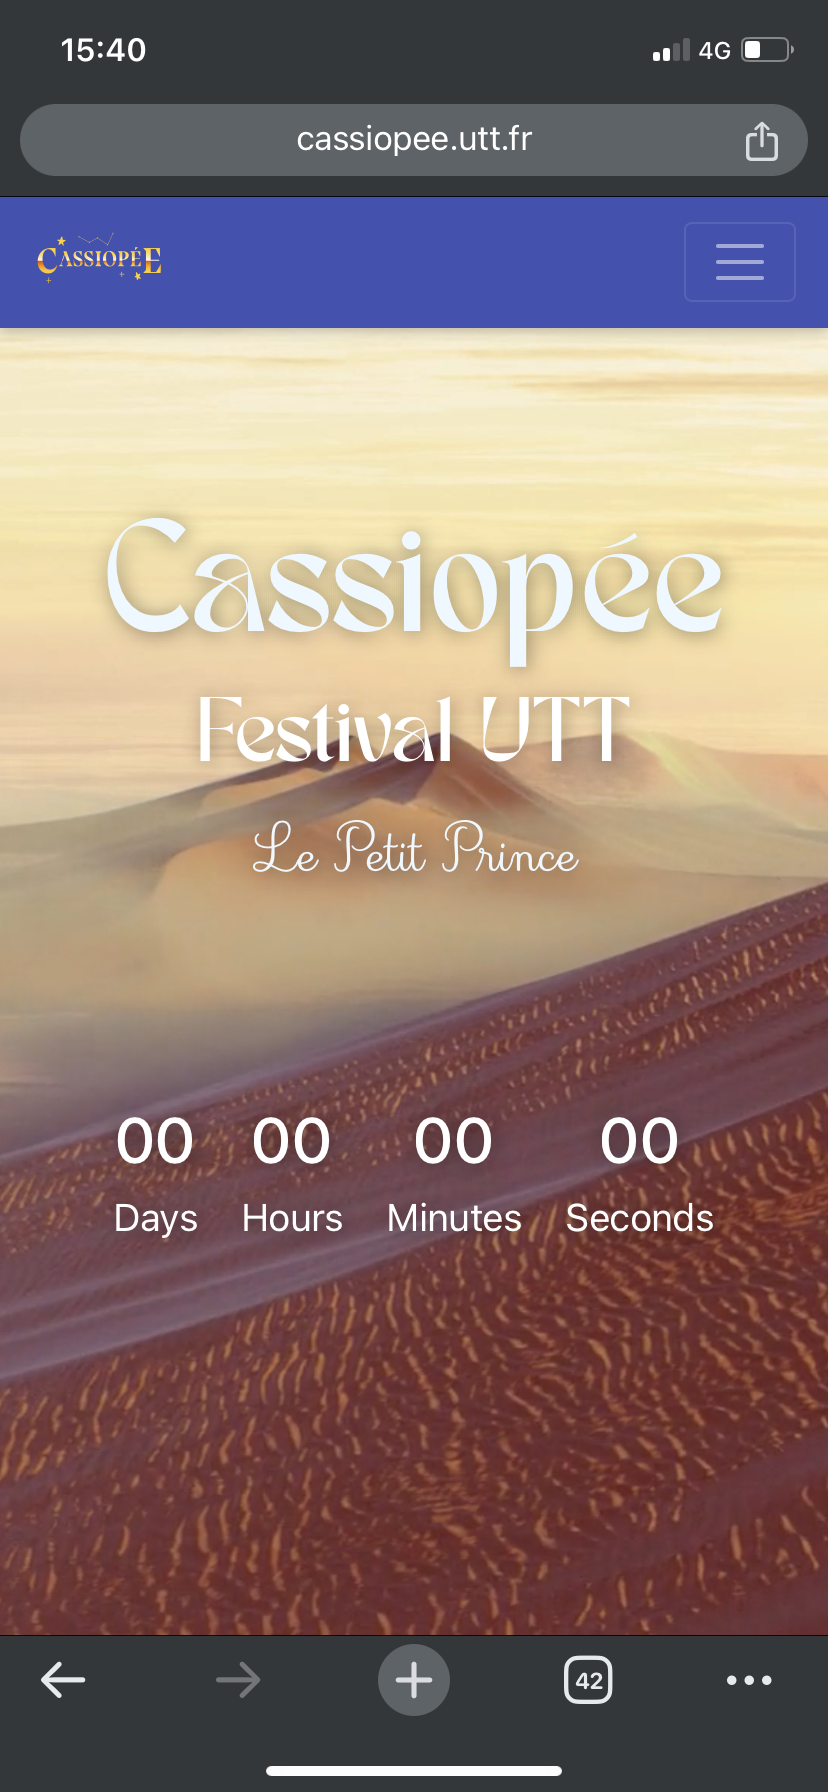 15:40
4G
cassiopee.utt.fr
CASSIOPÉE
Cassiopée
Festival UTT
Le Petit Prince
00 00 00 00
Days Hours Minutes Seconds
42